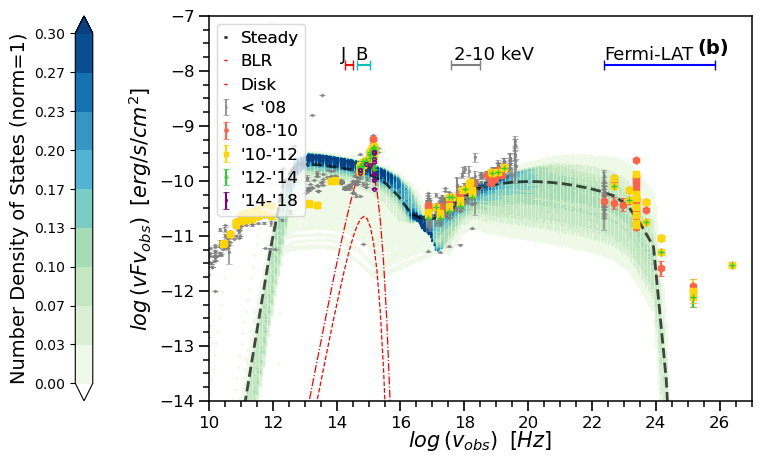 Number Density of States (norm=1)
0.30
0.27
0.23
0.20
0.17
0.13
0.10
0.07
0.03
0.00
log (νFν_obs) [erg/s/cm^2]
−7
−8
−9
−10
−11
−12
−13
−14
Steady
BLR
Disk
< '08
'08-'10
'10-'12
'12-'14
'14-'18
J B
2-10 keV
Fermi-LAT
(b)
10 12 14 16 18 20 22 24 26
log (ν_obs) [Hz]